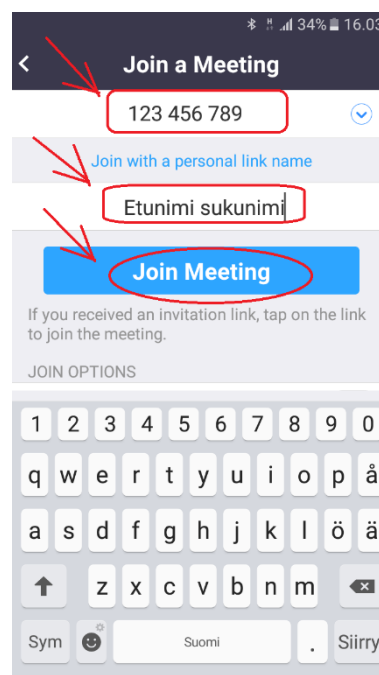 34% 16.03
Join a Meeting
123 456 789
Join with a personal link name
Etunimi sukunimi
Join Meeting
If you received an invitation link, tap on the link
to join the meeting.
JOIN OPTIONS
1 2 3 4 5 6 7 8 9 0
q w e r t y u i o p å
a s d f g h j k l ö ä
z x c v b n m
Sym Suomi . Siirry